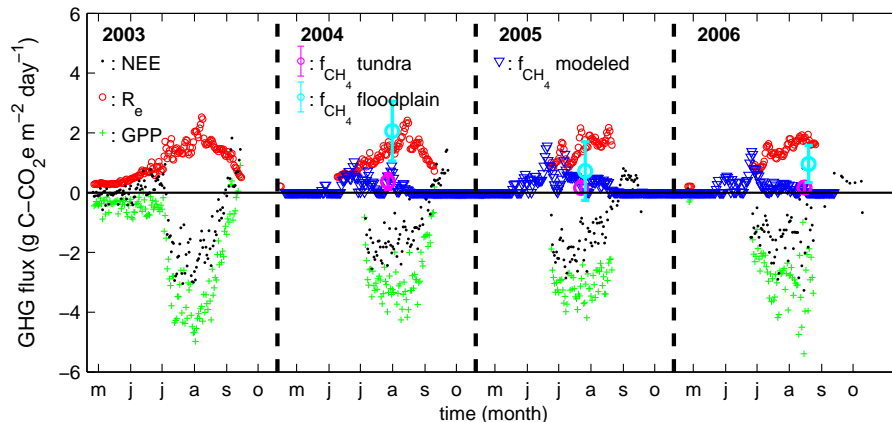 6
4
2
0
−2
−4
−6
GHG flux (g C−CO2e m−2 day−1)
2003
: NEE
: Re
: GPP
2004
: fCH4 tundra
: fCH4 floodplain
2005
: fCH4 modeled
2006
m j j a s o m j j a s o m j j a s o m j j a s o
time (month)